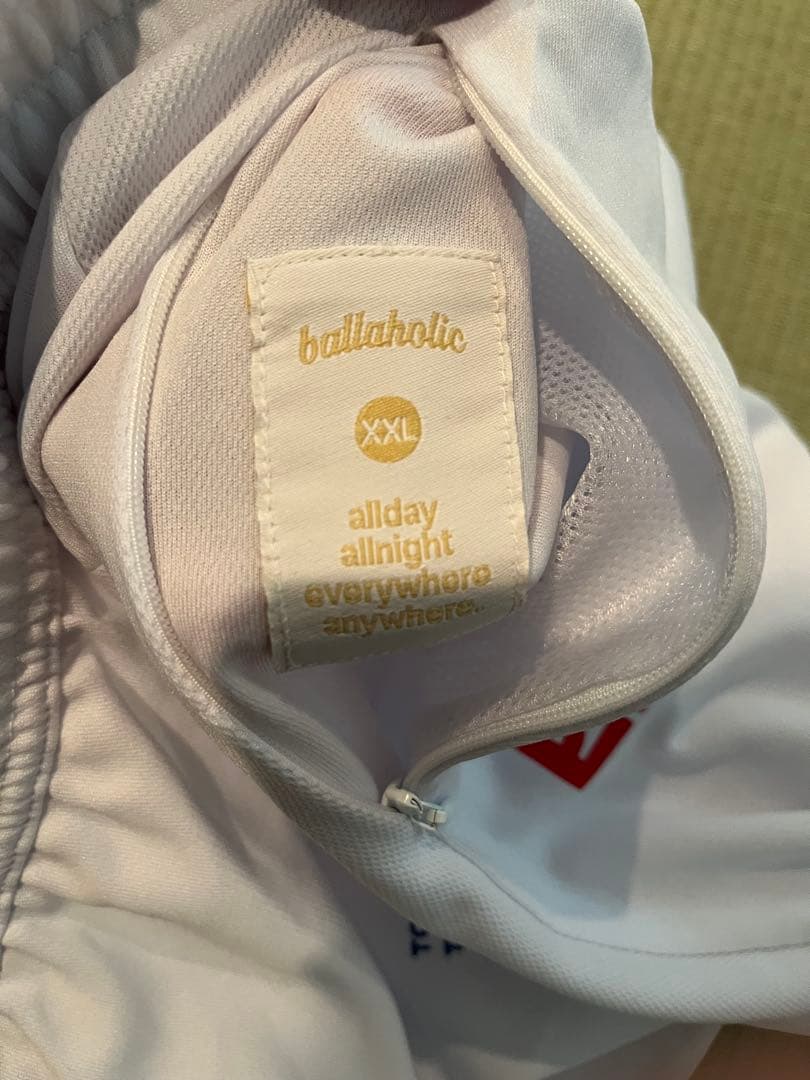 ballaholic
XXL
allday
allnight
everywhere
anywhere.